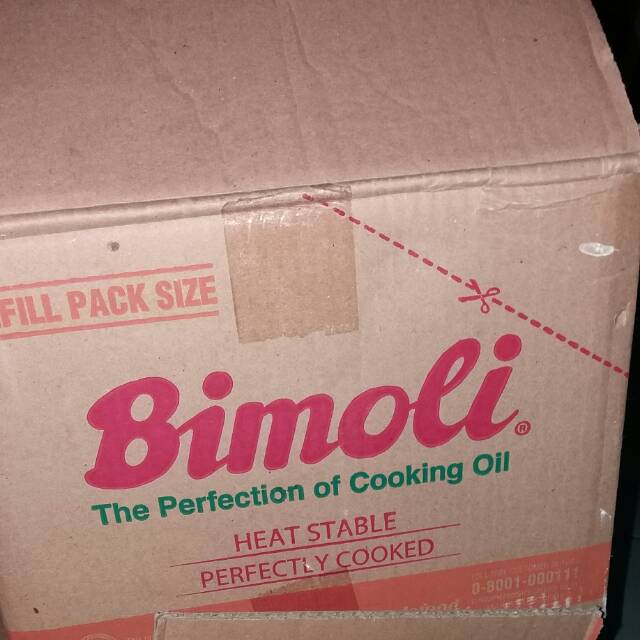 FILL PACK SIZE
Bimoli®
The Perfection of Cooking Oil
HEAT STABLE
PERFECTLY COOKED
0-8001-000111